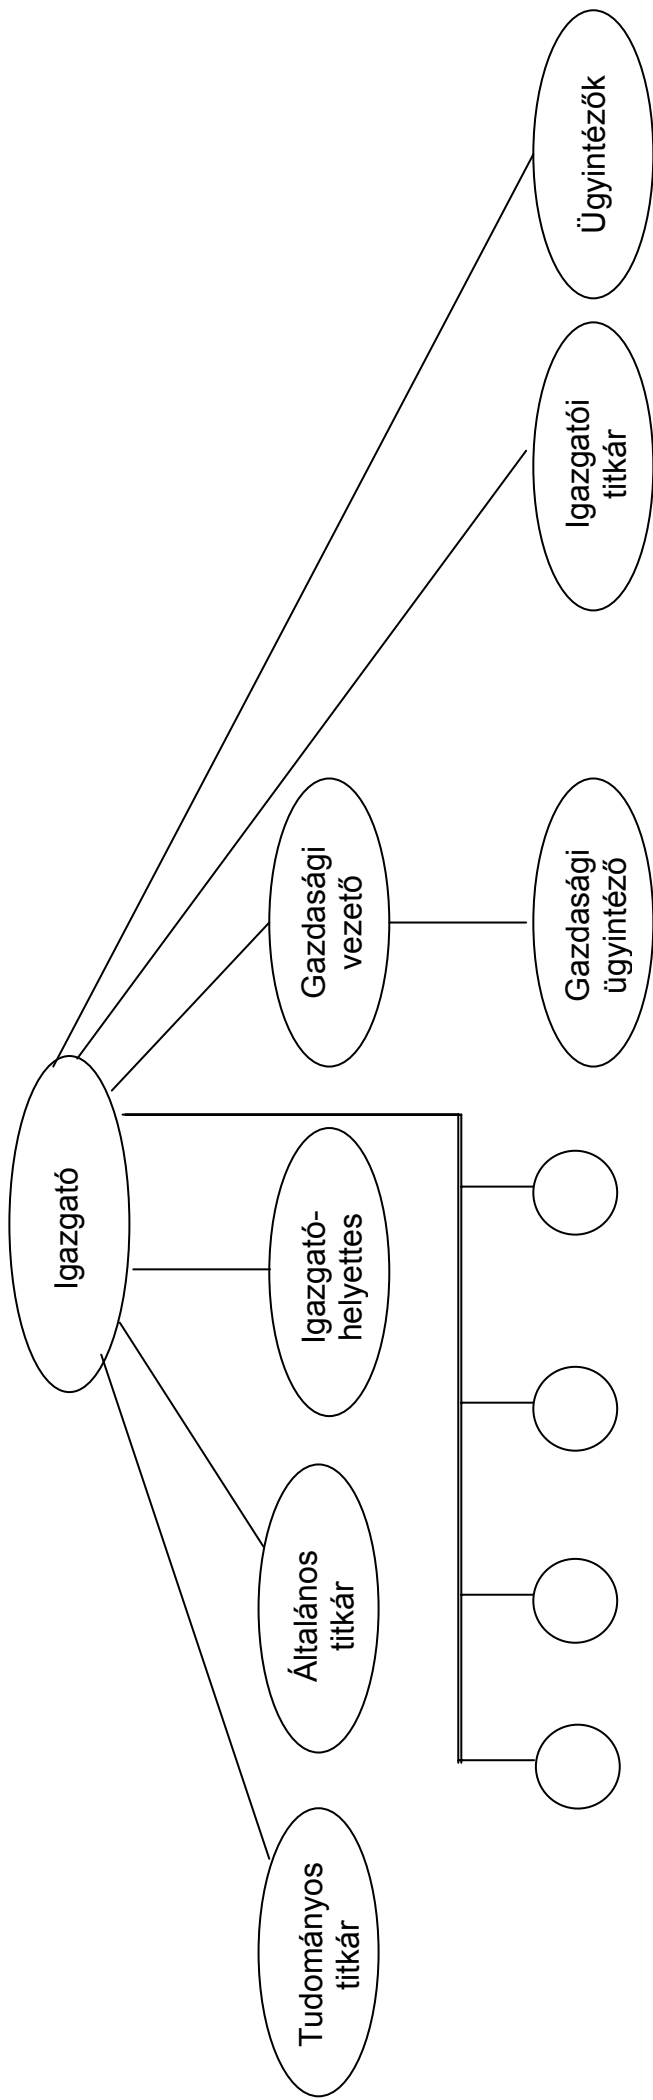 Igazgató
Tudományos
titkár
Általános
titkár
Igazgató-
helyettes
Gazdasági
vezető
Gazdasági
ügyintéző
Igazgatói
titkár
Ügyintézők